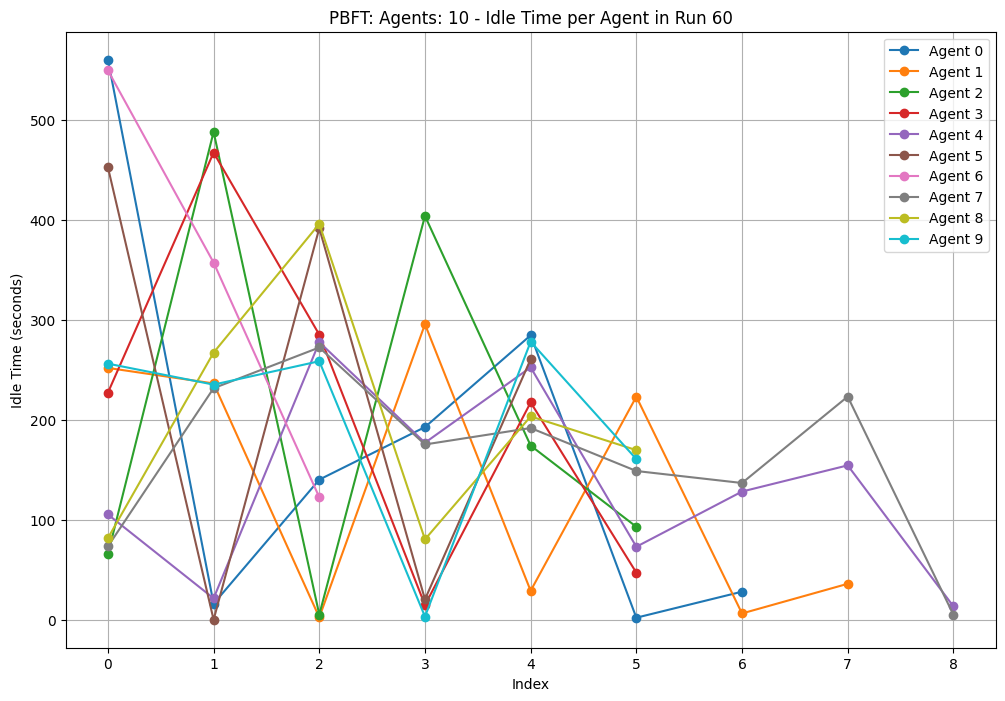 PBFT: Agents: 10 - Idle Time per Agent in Run 60
Idle Time (seconds)
500
400
300
200
100
0
0 1 2 3 4 5 6 7 8
Index
Agent 0
Agent 1
Agent 2
Agent 3
Agent 4
Agent 5
Agent 6
Agent 7
Agent 8
Agent 9